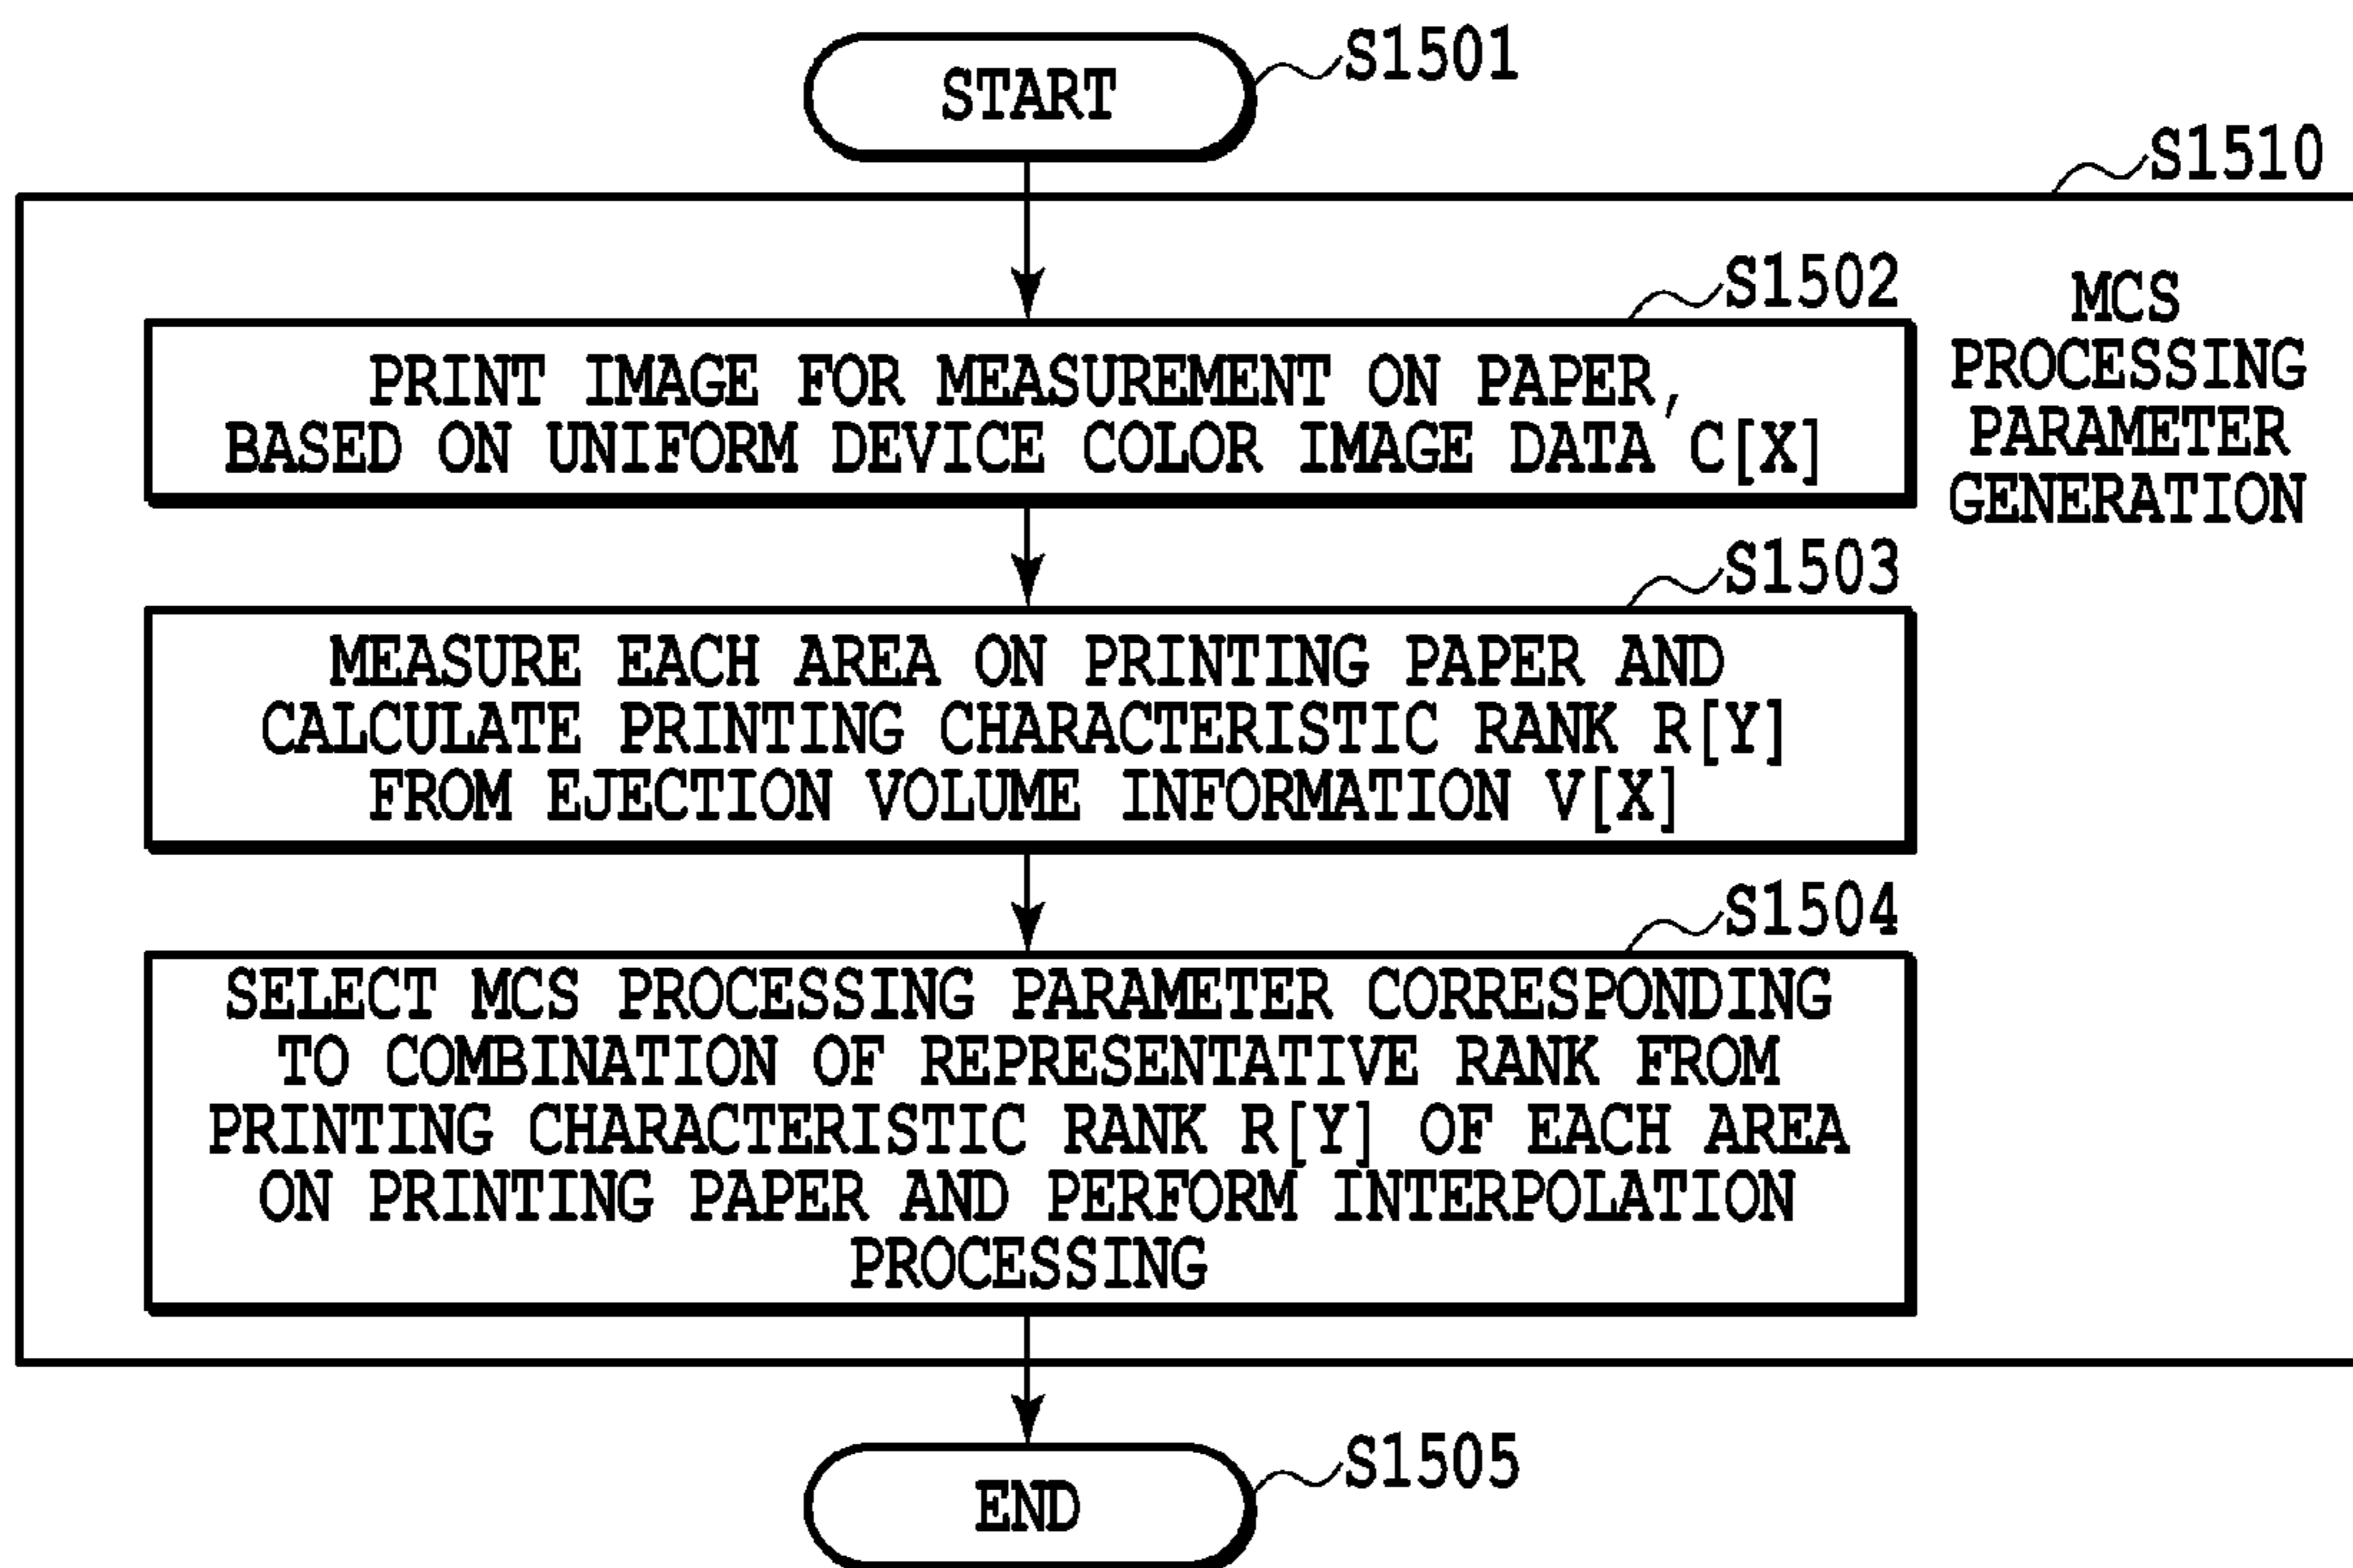 START
S1501
S1510
S1502
MCS
PROCESSING
PARAMETER
GENERATION
PRINT IMAGE FOR MEASUREMENT ON PAPER,
BASED ON UNIFORM DEVICE COLOR IMAGE DATA C[X]
S1503
MEASURE EACH AREA ON PRINTING PAPER AND
CALCULATE PRINTING CHARACTERISTIC RANK R[Y]
FROM EJECTION VOLUME INFORMATION V[X]
S1504
SELECT MCS PROCESSING PARAMETER CORRESPONDING
TO COMBINATION OF REPRESENTATIVE RANK FROM
PRINTING CHARACTERISTIC RANK R[Y] OF EACH AREA
ON PRINTING PAPER AND PERFORM INTERPOLATION
PROCESSING
END
S1505